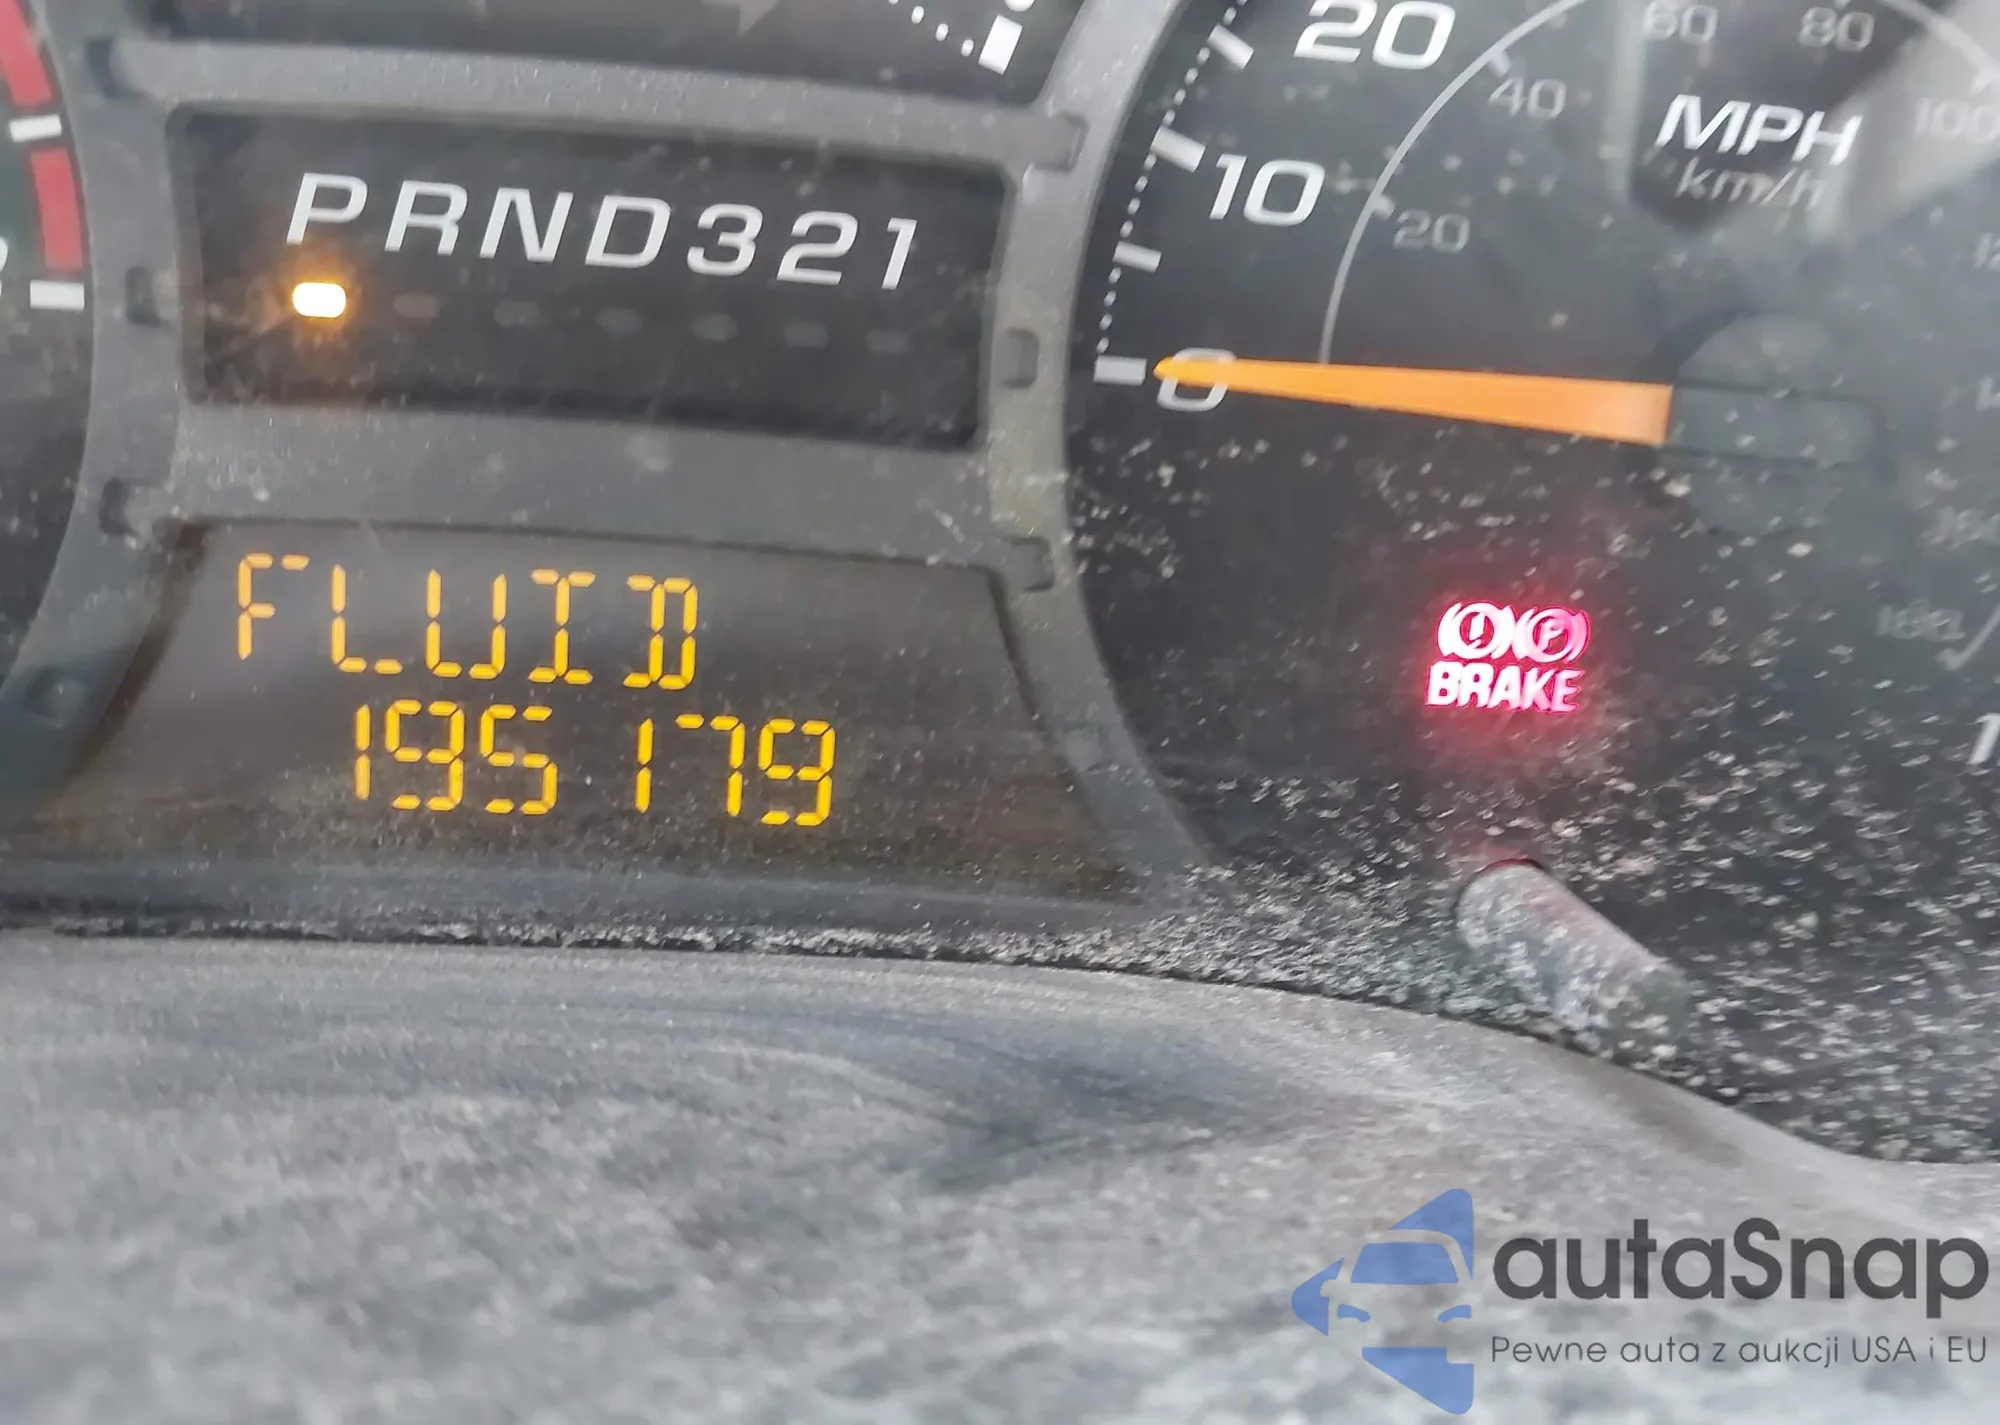 20
60
80
40
MPH
100
km/h
10
20
PRND321
0
FLUID
195179
BRAKE
autaSnap
Pewne auta z aukcji USA i EU